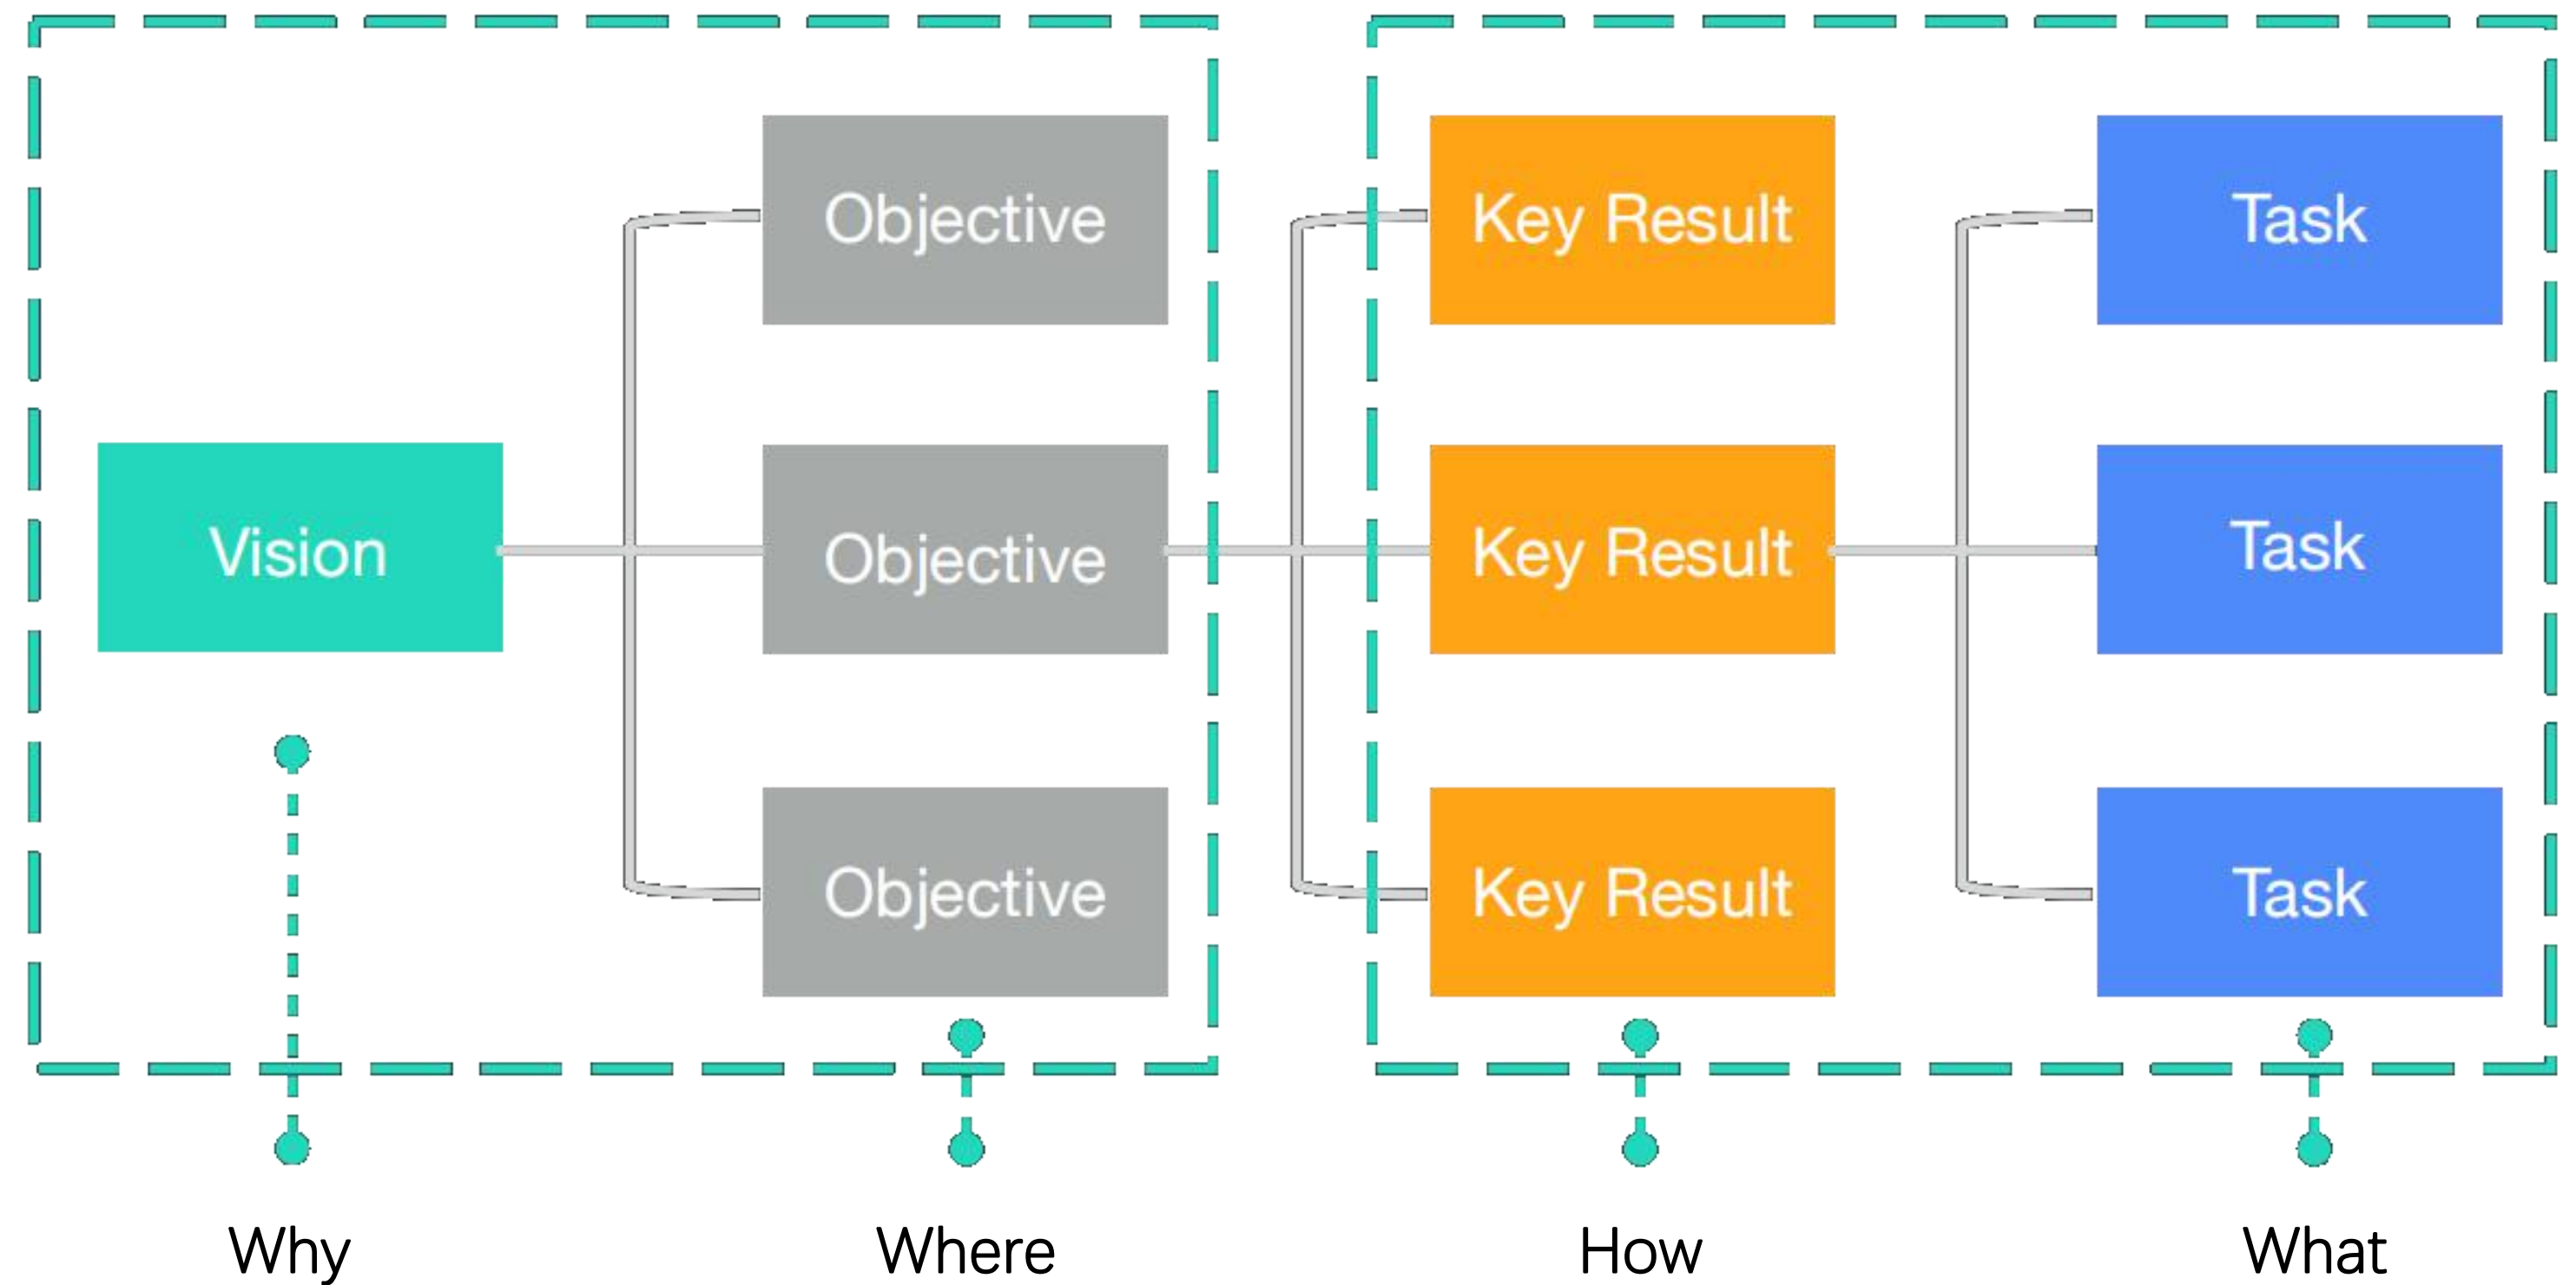 Objective
Key Result
Task
Vision
Objective
Key Result
Task
Objective
Key Result
Task
Why
Where
How
What